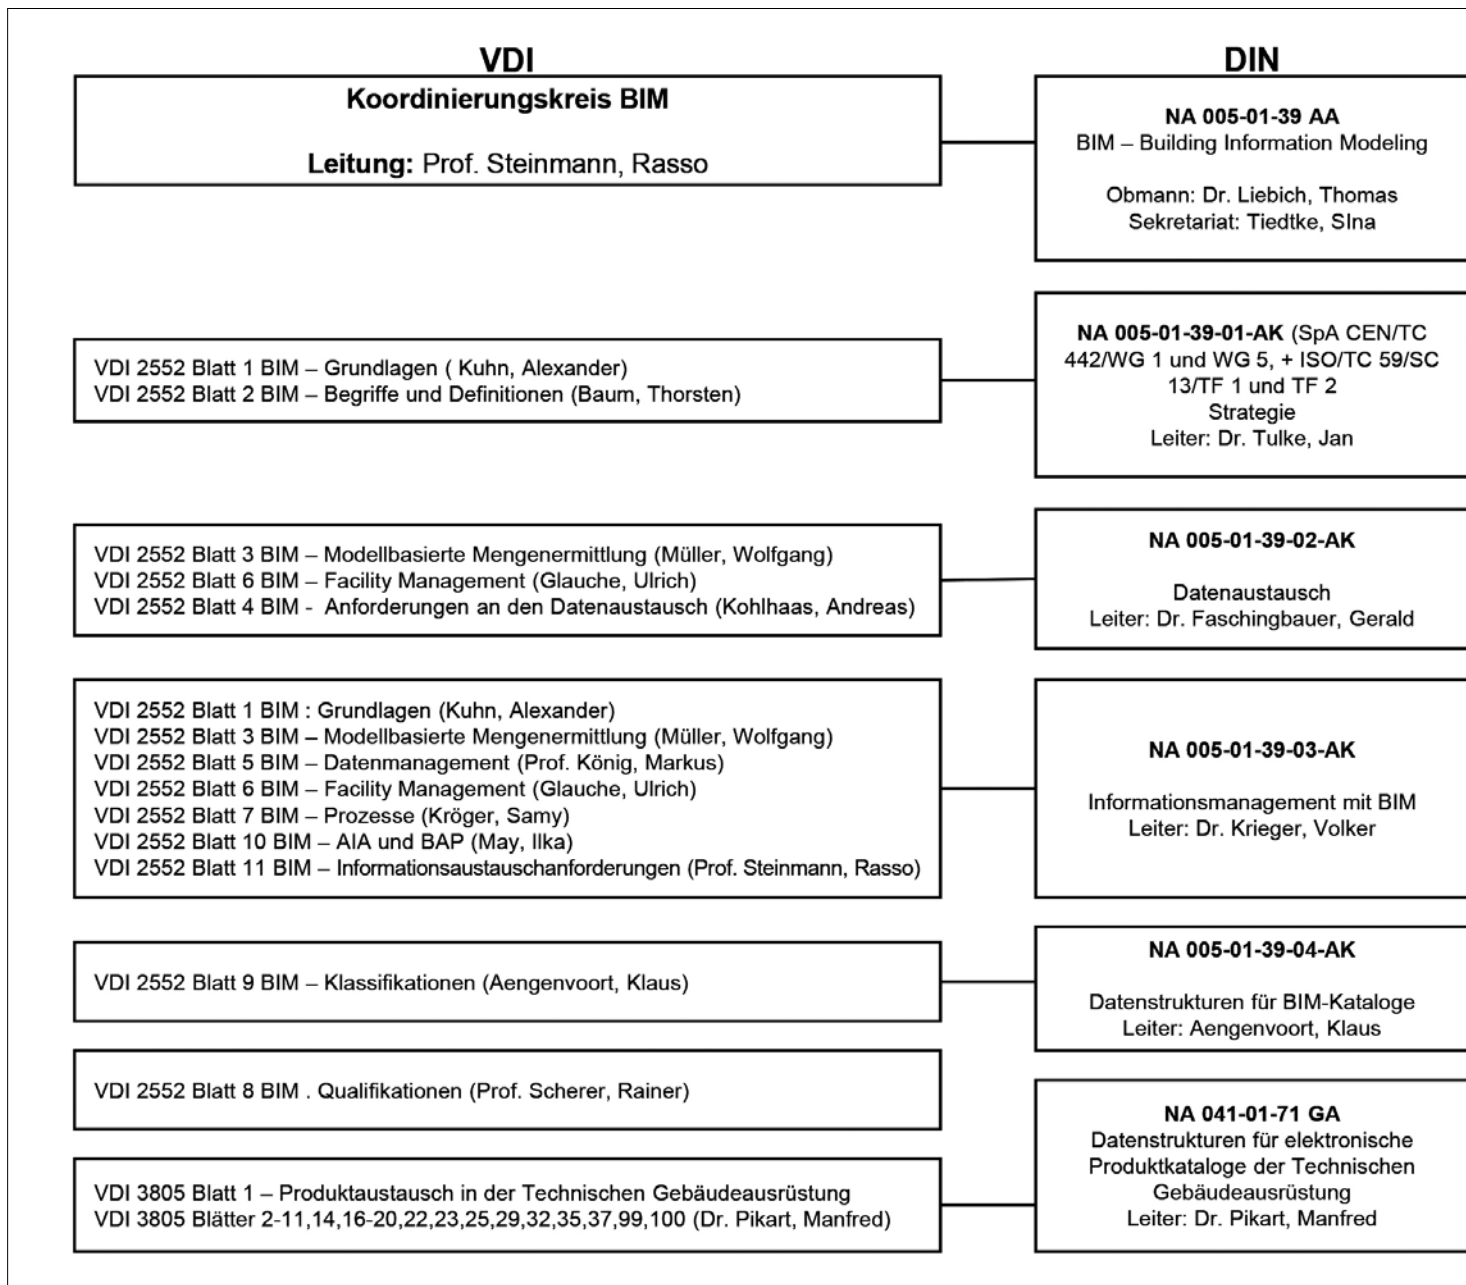 VDI
Koordinierungskreis BIM
Leitung: Prof. Steinmann, Rasso
DIN
NA 005-01-39 AA
BIM – Building Information Modeling
Obmann: Dr. Liebich, Thomas
Sekretariat: Tiedtke, SIna
VDI 2552 Blatt 1 BIM – Grundlagen ( Kuhn, Alexander)
VDI 2552 Blatt 2 BIM – Begriffe und Definitionen (Baum, Thorsten)
NA 005-01-39-01-AK (SpA CEN/TC
442/WG 1 und WG 5, + ISO/TC 59/SC
13/TF 1 und TF 2
Strategie
Leiter: Dr. Tulke, Jan
VDI 2552 Blatt 3 BIM – Modellbasierte Mengenermittlung (Müller, Wolfgang)
VDI 2552 Blatt 6 BIM – Facility Management (Glauche, Ulrich)
VDI 2552 Blatt 4 BIM - Anforderungen an den Datenaustausch (Kohlhaas, Andreas)
NA 005-01-39-02-AK
Datenaustausch
Leiter: Dr. Faschingbauer, Gerald
VDI 2552 Blatt 1 BIM : Grundlagen (Kuhn, Alexander)
VDI 2552 Blatt 3 BIM – Modellbasierte Mengenermittlung (Müller, Wolfgang)
VDI 2552 Blatt 5 BIM – Datenmanagement (Prof. König, Markus)
VDI 2552 Blatt 6 BIM – Facility Management (Glauche, Ulrich)
VDI 2552 Blatt 7 BIM – Prozesse (Kröger, Samy)
VDI 2552 Blatt 10 BIM – AIA und BAP (May, Ilka)
VDI 2552 Blatt 11 BIM – Informationsaustauschanforderungen (Prof. Steinmann, Rasso)
NA 005-01-39-03-AK
Informationsmanagement mit BIM
Leiter: Dr. Krieger, Volker
VDI 2552 Blatt 9 BIM – Klassifikationen (Aengenvoort, Klaus)
NA 005-01-39-04-AK
Datenstrukturen für BIM-Kataloge
Leiter: Aengenvoort, Klaus
VDI 2552 Blatt 8 BIM . Qualifikationen (Prof. Scherer, Rainer)
VDI 3805 Blatt 1 – Produktaustausch in der Technischen Gebäudeausrüstung
VDI 3805 Blätter 2-11,14,16-20,22,23,25,29,32,35,37,99,100 (Dr. Pikart, Manfred)
NA 041-01-71 GA
Datenstrukturen für elektronische
Produktkataloge der Technischen
Gebäudeausrüstung
Leiter: Dr. Pikart, Manfred